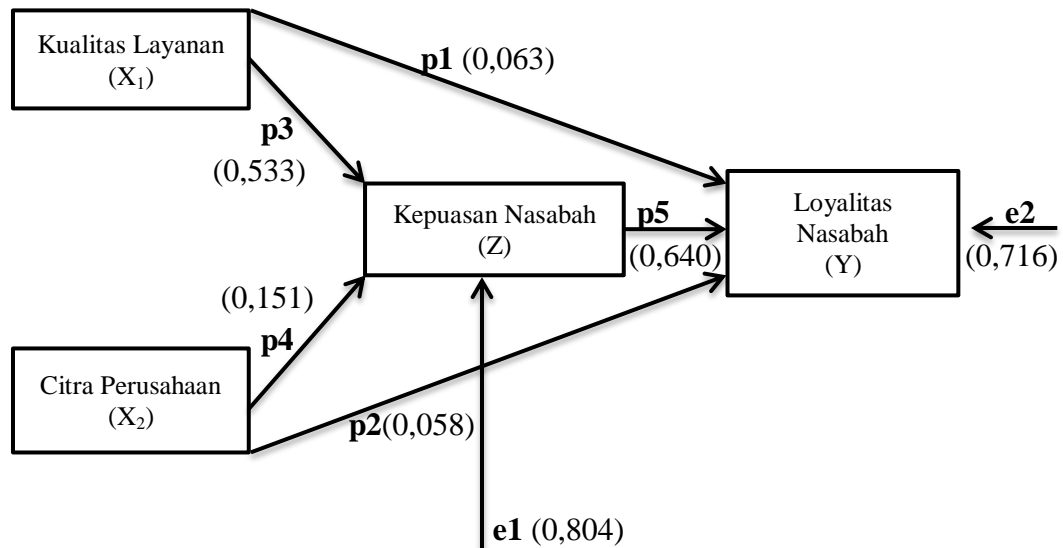 Kualitas Layanan
(X₁)
p1 (0,063)
p3
(0,533)
Kepuasan Nasabah
(Z)
p5
(0,640)
Loyalitas
Nasabah
(Y)
e2
(0,716)
(0,151)
p4
Citra Perusahaan
(X₂)
p2(0,058)
e1 (0,804)